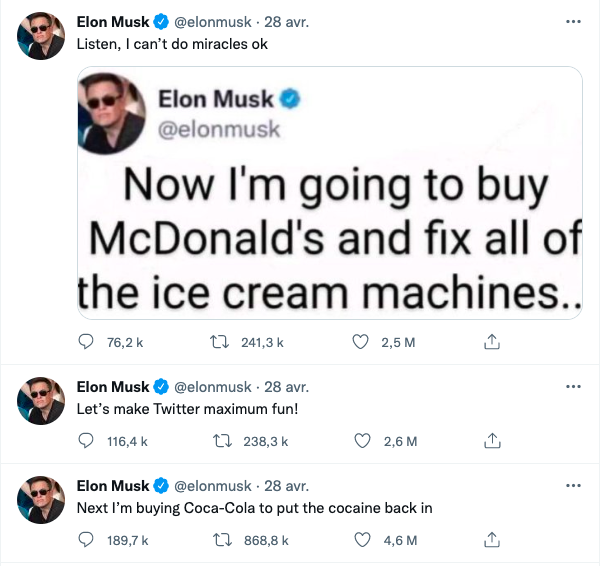 Elon Musk @elonmusk · 28 avr.
Listen, I can’t do miracles ok
Elon Musk
@elonmusk
Now I'm going to buy
McDonald's and fix all of
the ice cream machines..
76,2 k 241,3 k 2,5 M
Elon Musk @elonmusk · 28 avr.
Let’s make Twitter maximum fun!
116,4 k 238,3 k 2,6 M
Elon Musk @elonmusk · 28 avr.
Next I’m buying Coca-Cola to put the cocaine back in
189,7 k 868,8 k 4,6 M